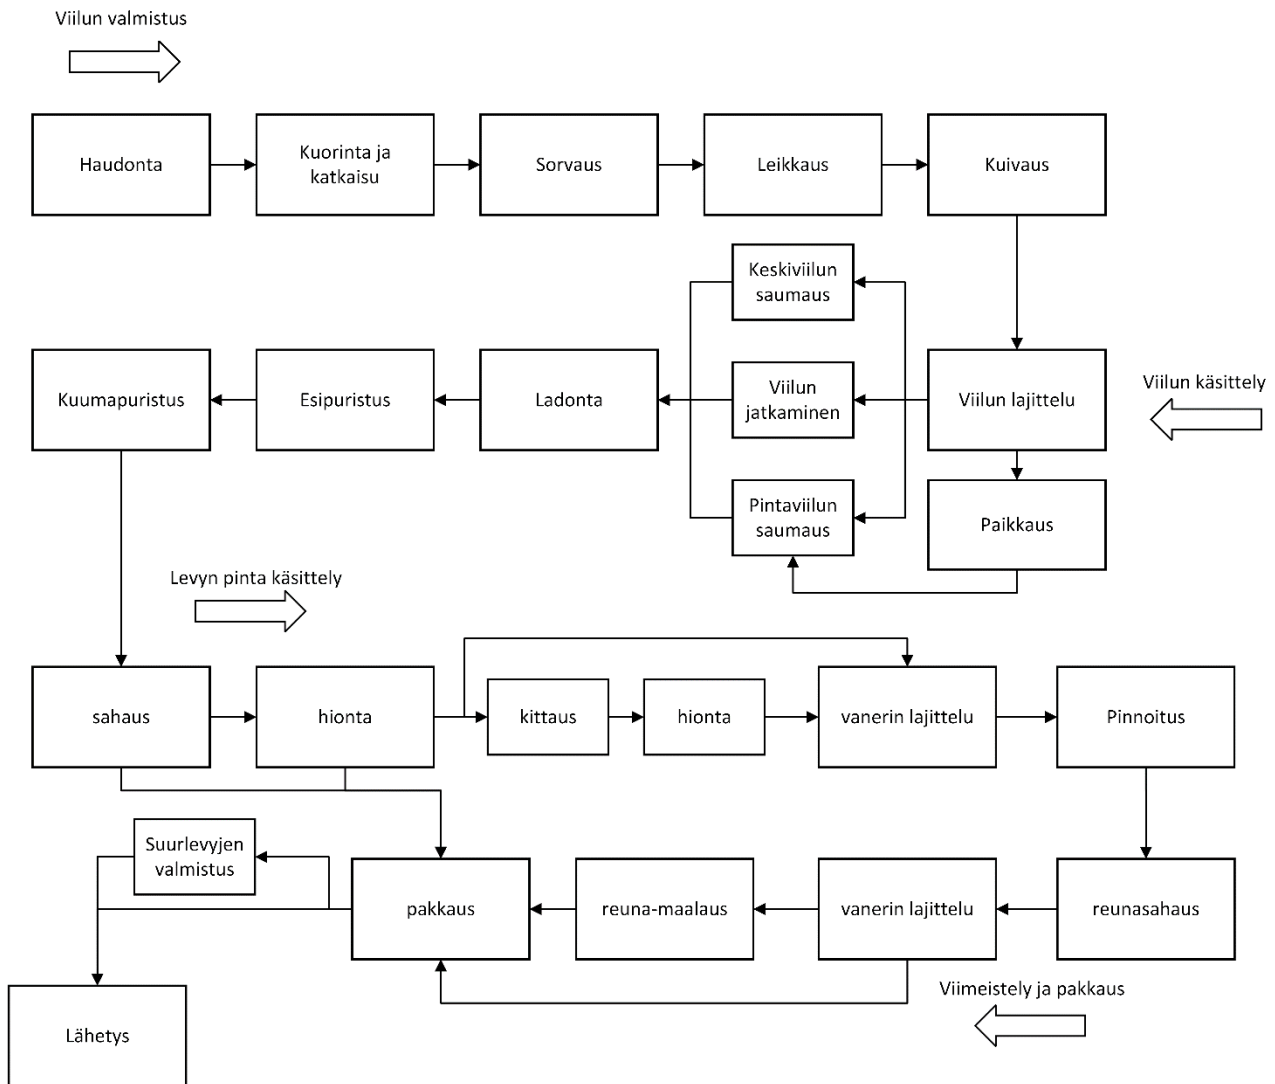 Viilun valmistus
Haudonta
Kuorinta ja
katkaisu
Sorvaus
Leikkaus
Kuivaus
Keskiviilun
saumaus
Kuumapuristus
Esipuristus
Ladonta
Viilun
jatkaminen
Viilun lajittelu
Viilun käsittely
Pintaviilun
saumaus
Paikkaus
Levyn pinta käsittely
sahaus
hionta
kittaus
hionta
vanerin lajittelu
Pinnoitus
Suurlevyjen
valmistus
pakkaus
reuna-maalaus
vanerin lajittelu
reunasahaus
Viimeistely ja pakkaus
Lähetys